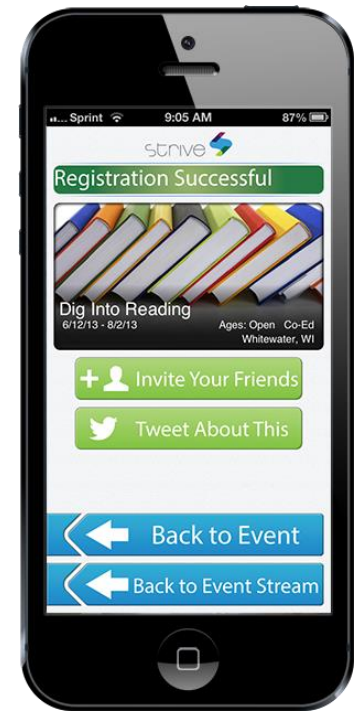 Sprint 9:05 AM 87%
strive
Registration Successful
Dig Into Reading
6/12/13 - 8/2/13 Ages: Open Co-Ed
Whitewater, WI
+ Invite Your Friends
Tweet About This
Back to Event
Back to Event Stream